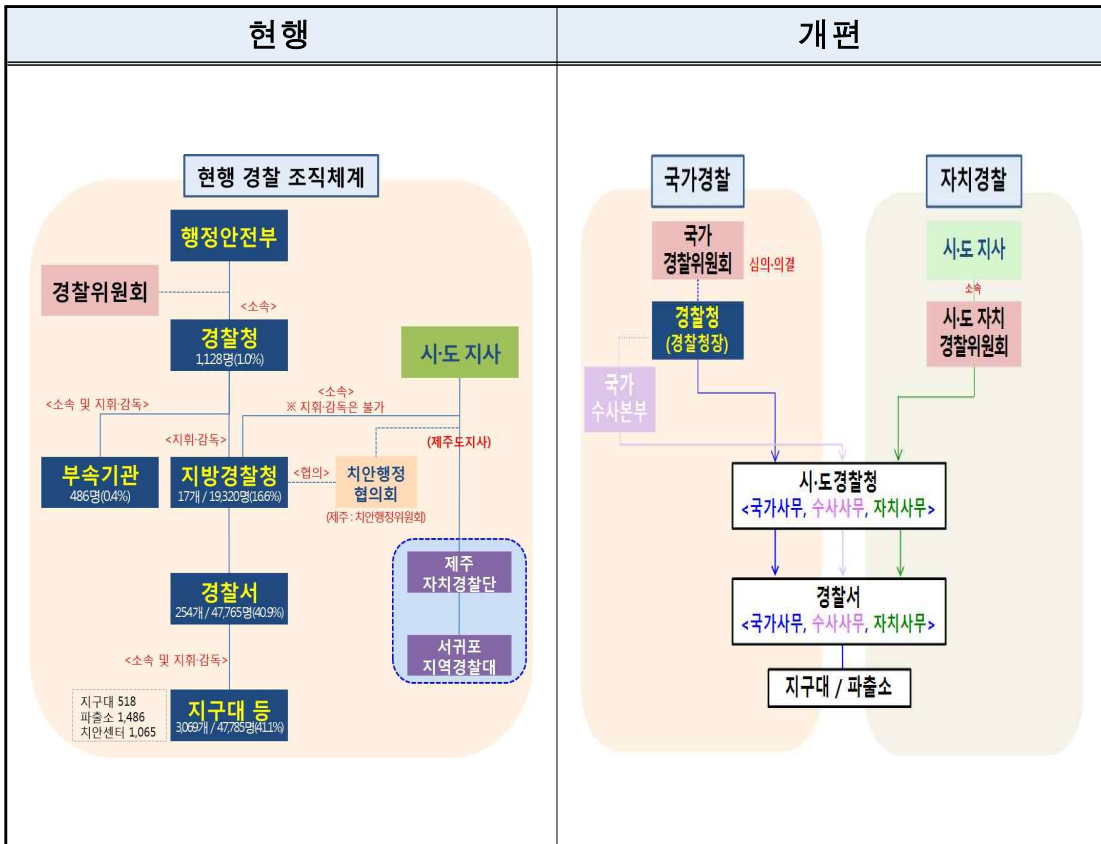 현행
개편
현행 경찰 조직체계
행정안전부
경찰위원회
<소속>
경찰청
1,128명(1.0%)
시·도 지사
<소속 및 지휘·감독>
<소속>
※ 지휘·감독은 불가
<지휘·감독>
(제주도지사)
부속기관
486명(0.4%)
지방경찰청
17개 / 19,320명(16.6%)
<협의>
치안행정
협의회
(제주 : 치안행정위원회)
제주
자치경찰단
경찰서
254개 / 47,765명(40.9%)
서귀포
지역경찰대
<소속 및 지휘·감독>
지구대 518
파출소 1,486
치안센터 1,065
지구대 등
3,069개 / 47,785명(41.1%)
국가경찰
자치경찰
국가
경찰위원회
심의·의결
시·도 지사
소속
경찰청
(경찰청장)
시·도 자치
경찰위원회
국가
수사본부
시·도경찰청
<국가사무, 수사사무, 자치사무>
경찰서
<국가사무, 수사사무, 자치사무>
지구대 / 파출소